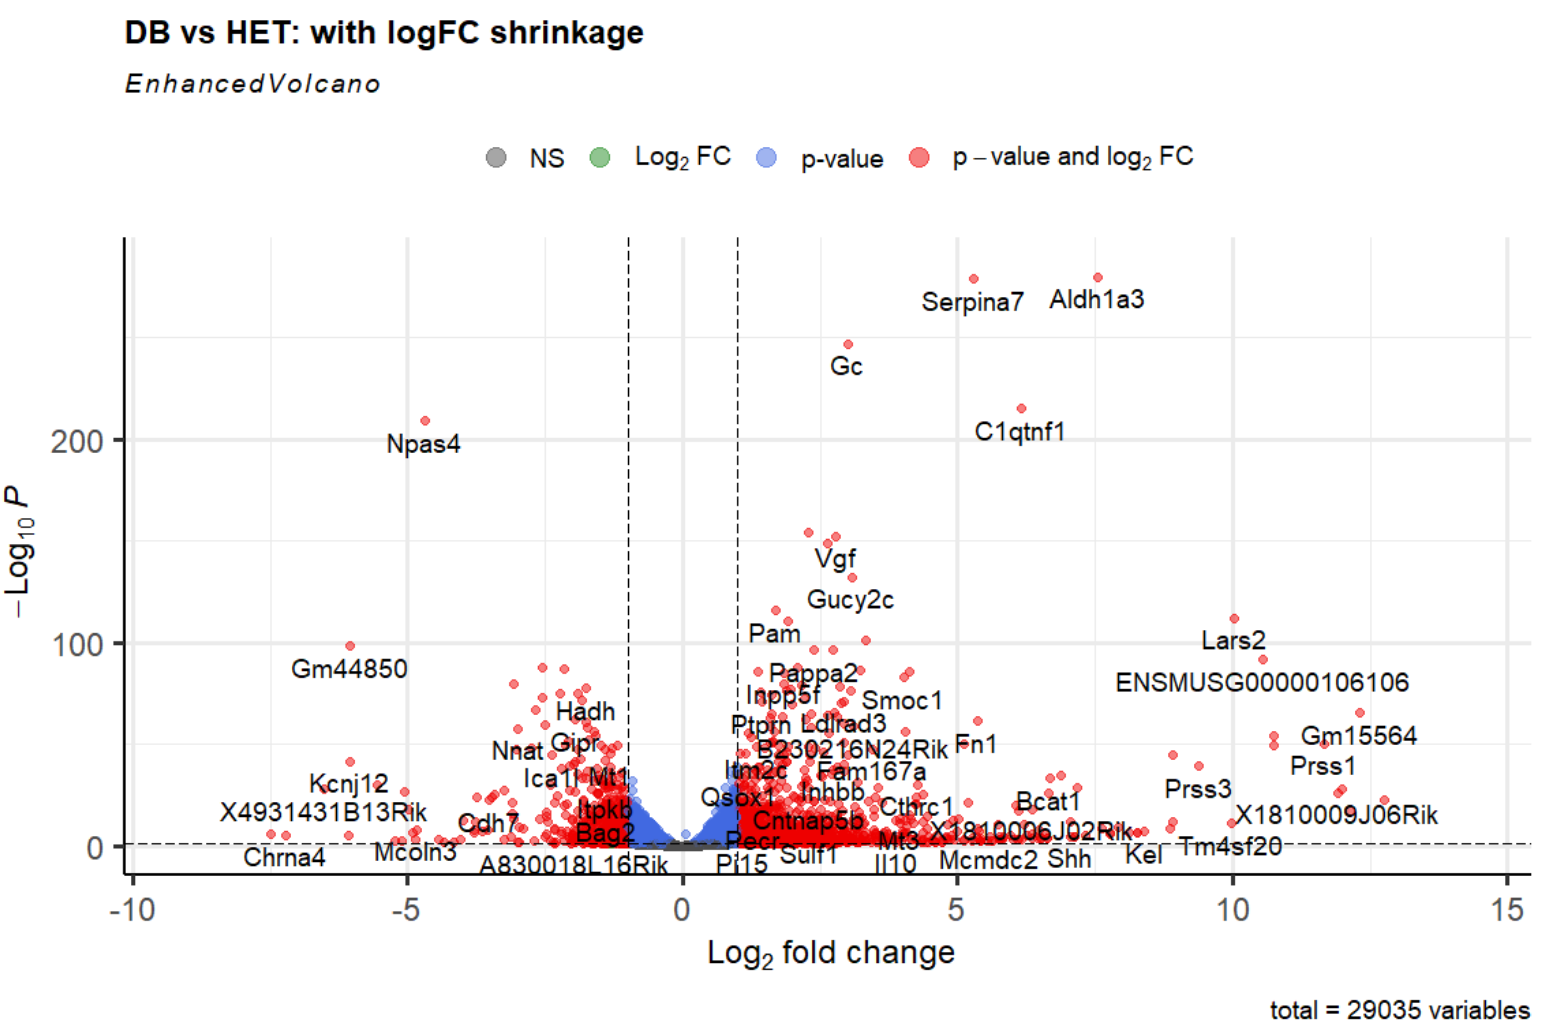 DB vs HET: with logFC shrinkage
EnhancedVolcano
NS Log2 FC p-value p – value and log2 FC
Serpina7 Aldh1a3
Gc
C1qtnf1
Npas4
200
Vgf
Gucy2c
Pam
Lars2
100
Gm44850
Pappa2
ENSMUSG00000106106
Inpp5f
Smoc1
Hadh
Ptprn Ldlrad3
Gm15564
Nnat Gipr
B230216N24Rik Fn1
Prss1
Itm2c Fam167a
Ica1l Mt1
Kcnj12
Prss3
Inhbb
Qsox1
Bcat1
Cthrc1
X4931431B13Rik
Itpkb
X1810009J06Rik
Cdh7
Cntnap5b
Bag2
X1810006J02Rik
Pecr
Mt3
0
Tm4sf20
Chrna4
Mcoln3
Sulf1
Kel
A830018L16Rik
Pi15
Il10
Mcmdc2 Shh
−Log10 P
-10 -5 0 5 10 15
Log2 fold change
total = 29035 variables